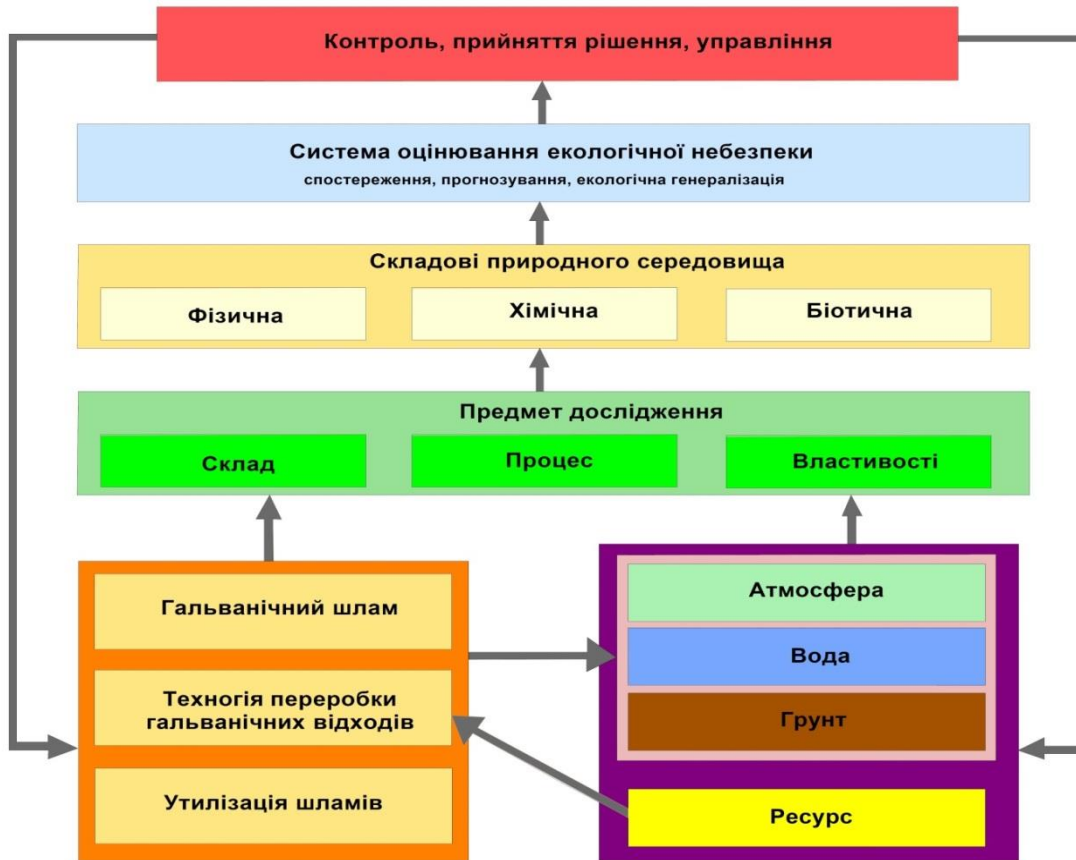 Контроль, прийняття рішення, управління
Система оцінювання екологічної небезпеки
спостереження, прогнозування, екологічна генералізація
Складові природного середовища
Фізична
Хімічна
Біотична
Предмет дослідження
Склад
Процес
Властивості
Гальванічний шлам
Техногія переробки
гальванічних відходів
Утилізація шламів
Атмосфера
Вода
Грунт
Ресурс